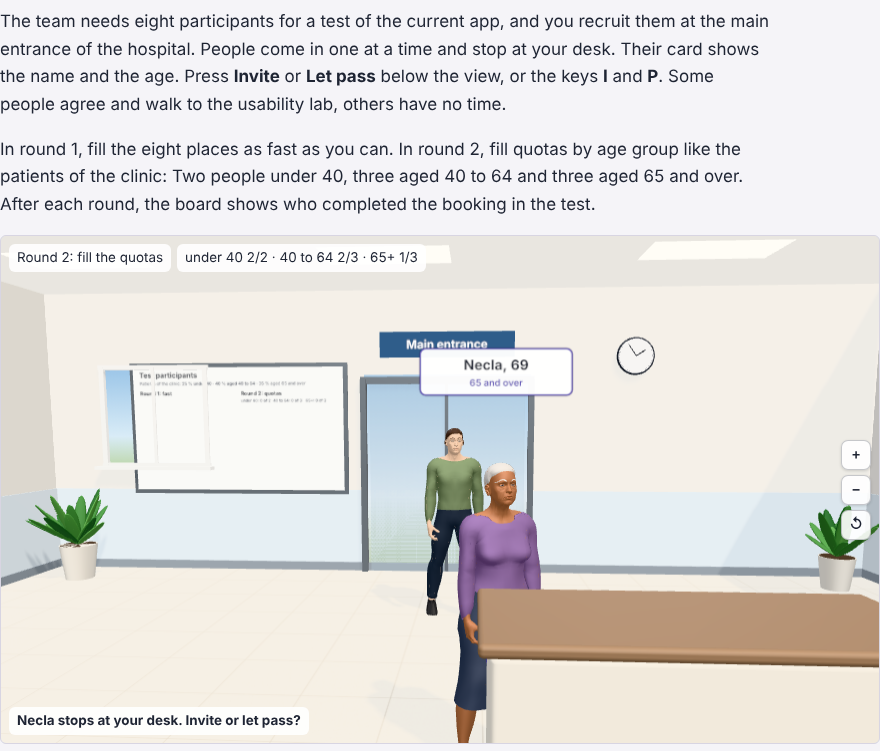 The team needs eight participants for a test of the current app, and you recruit them at the main
entrance of the hospital. People come in one at a time and stop at your desk. Their card shows
the name and the age. Press Invite or Let pass below the view, or the keys I and P. Some
people agree and walk to the usability lab, others have no time.
In round 1, fill the eight places as fast as you can. In round 2, fill quotas by age group like the
patients of the clinic: Two people under 40, three aged 40 to 64 and three aged 65 and over.
After each round, the board shows who completed the booking in the test.
Round 2: fill the quotas
under 40 2/2 · 40 to 64 2/3 · 65+ 1/3
Main entrance
Necla, 69
65 and over
participants
Round 2: quotas
+
−
Necla stops at your desk. Invite or let pass?